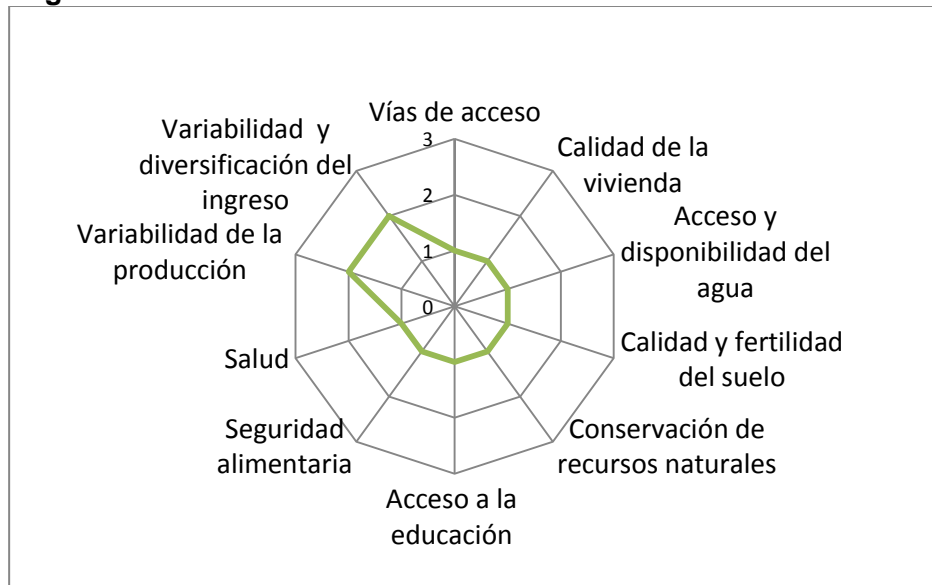 Vías de acceso
Calidad de la
vivienda
Acceso y
disponibilidad del
agua
Calidad y fertilidad
del suelo
Conservación de
recursos naturales
Acceso a la
educación
Seguridad
alimentaria
Salud
Variabilidad de la
producción
Variabilidad y
diversificación del
ingreso
3
2
1
0